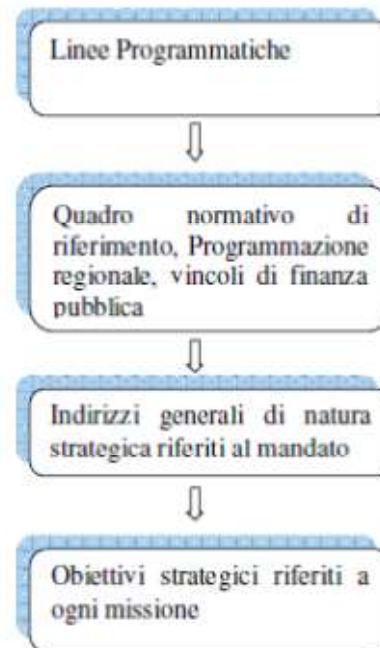 Linee Programmatiche
Quadro normativo di
riferimento, Programmazione
regionale, vincoli di finanza
pubblica
Indirizzi generali di natura
strategica riferiti al mandato
Obiettivi strategici riferiti a
ogni missione